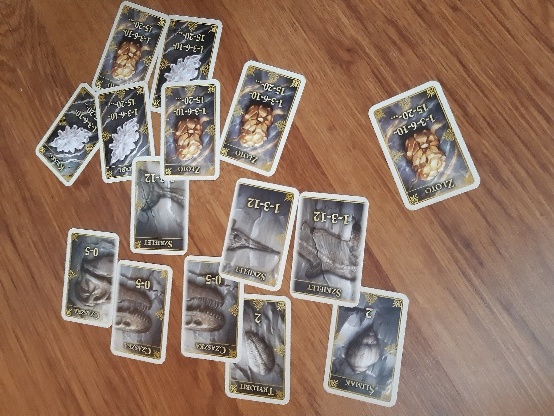 1-3-6-10-
15-20-...
1-3-6-10-
15-20-...
1-3-6-10-
15-20-...
1-3-6-10-
15-20-...
ZŁOTO
1-3-6-10-
15-20-...
ZŁOTO
1-3-6-10-
15-20-...
ZŁOTO
SZKIELET
1-3-12
SZKIELET
1-3-12
SZKIELET
0-5
CZASZKA
0-5
CZASZKA
0-5
CZASZKA
2
TRYLOBIT
2
ŚLIMAK